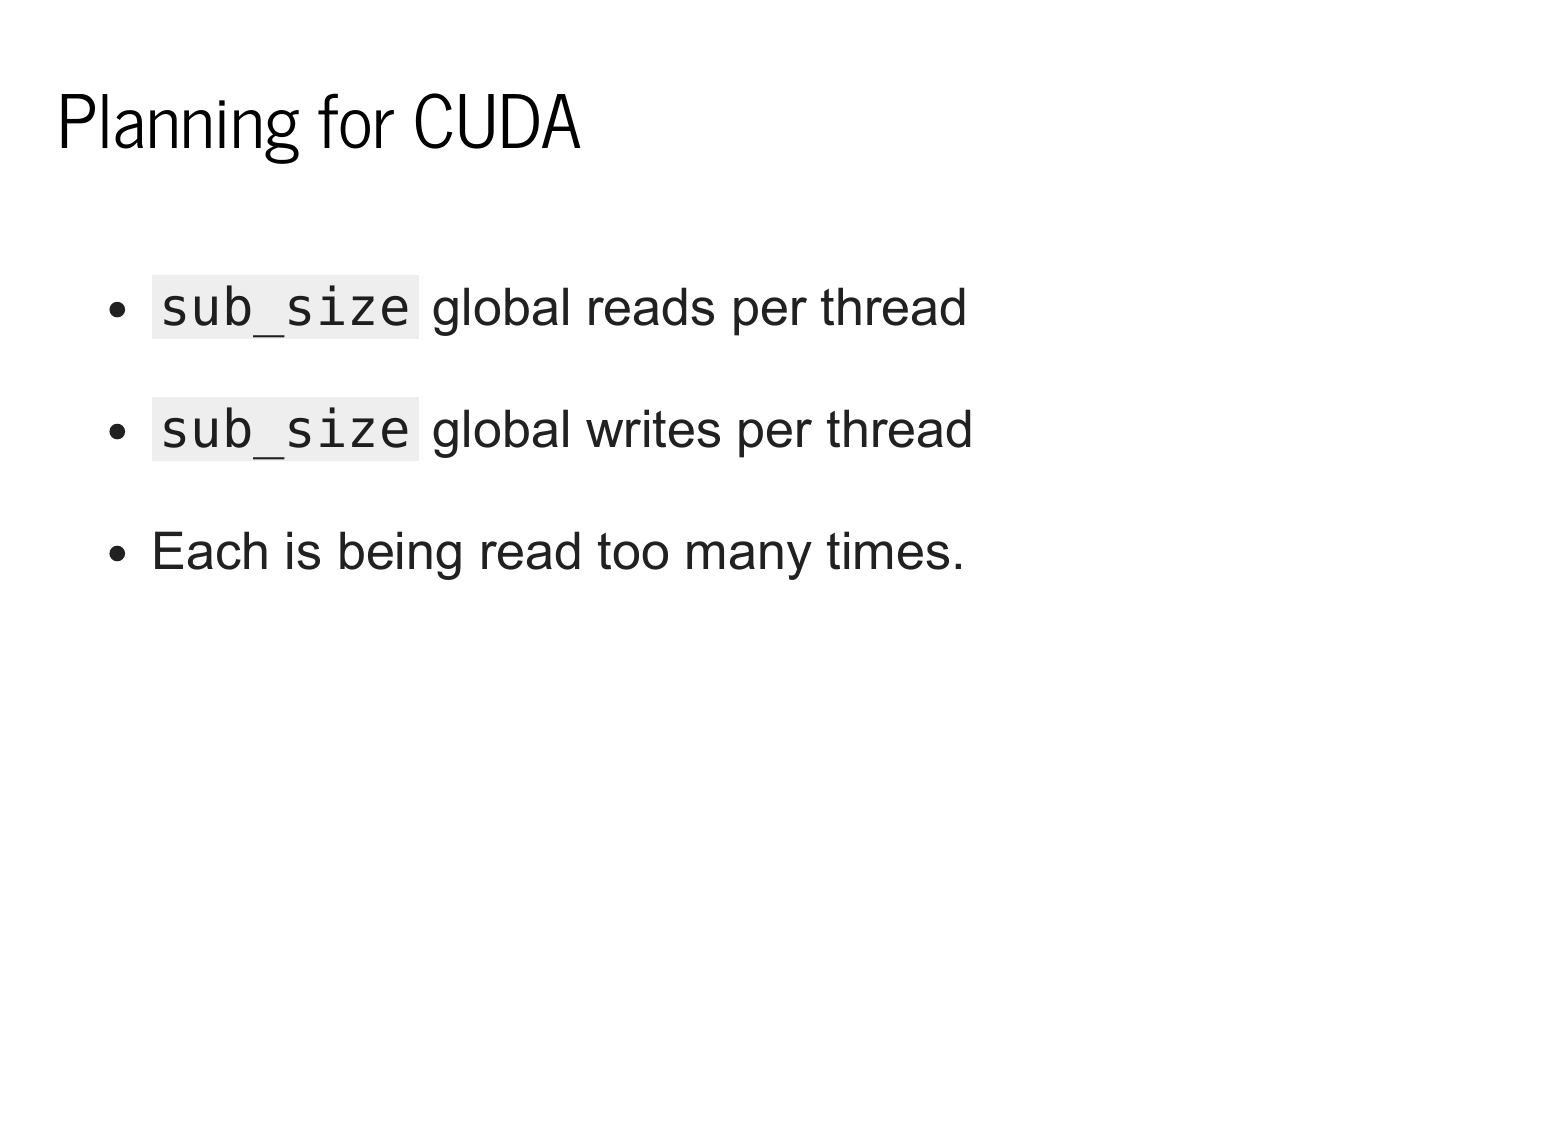 Planning for CUDA
• sub_size global reads per thread
• sub_size global writes per thread
• Each is being read too many times.